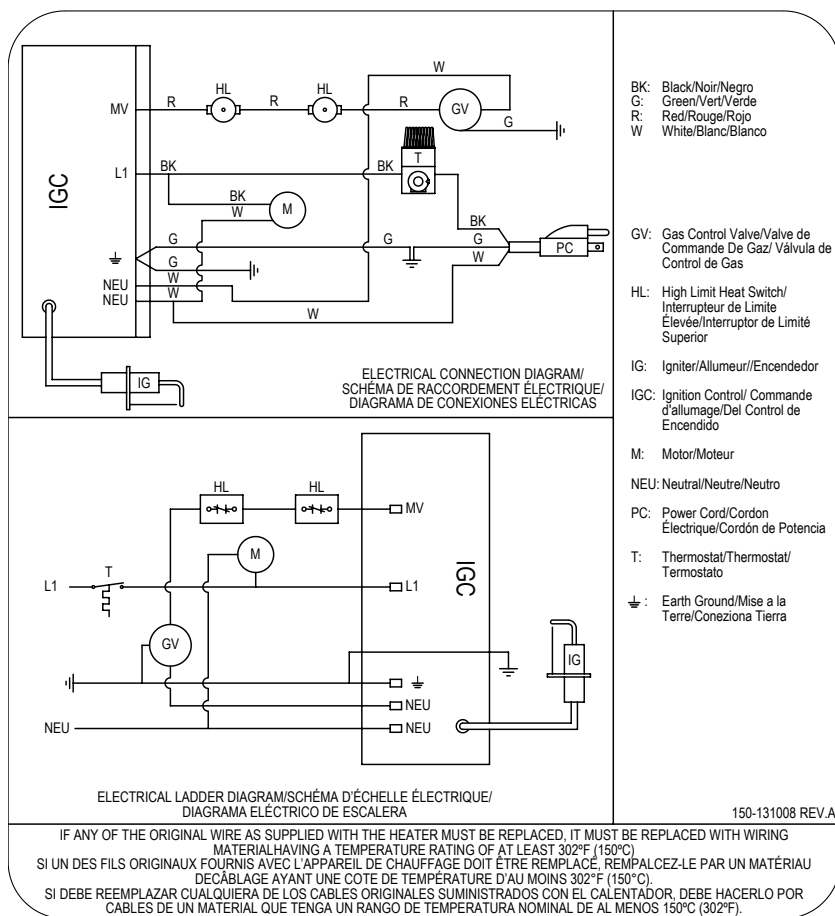 W
HL
HL
MV
R
R
R
GV
G
T
L1
BK
BK
IGC
BK
W
M
BK
G
G
G
PC
G
W
W
NEU
NEU
W
W
IG
ELECTRICAL CONNECTION DIAGRAM/
SCHÉMA DE RACCORDEMENT ÉLECTRIQUE/
DIAGRAMA DE CONEXIONES ELÉCTRICAS
HL
HL
MV
M
T
L1
L1
IGC
GV
IG
NEU
NEU
NEU
ELECTRICAL LADDER DIAGRAM/SCHÉMA D'ÉCHELLE ÉLECTRIQUE/
DIAGRAMA ELÉCTRICO DE ESCALERA
BK: Black/Noir/Negro
G: Green/Vert/Verde
R: Red/Rouge/Rojo
W White/Blanc/Blanco
GV: Gas Control Valve/Valve de
Commande De Gaz/ Válvula de
Control de Gas
HL: High Limit Heat Switch/
Interrupteur de Limite
Élevée/Interruptor de Limité
Superior
IG: Igniter/Allumeur//Encendedor
IGC: Ignition Control/ Commande
d'allumage/Del Control de
Encendido
M: Motor/Moteur
NEU: Neutral/Neutre/Neutro
PC: Power Cord/Cordon
Électrique/Cordón de Potencia
T: Thermostat/Thermostat/
Termostato
: Earth Ground/Mise a la
Terre/Coneziona Tierra
150-131008 REV.A
IF ANY OF THE ORIGINAL WIRE AS SUPPLIED WITH THE HEATER MUST BE REPLACED, IT MUST BE REPLACED WITH WIRING
MATERIALHAVING A TEMPERATURE RATING OF AT LEAST 302ºF (150ºC)
SI UN DES FILS ORIGINAUX FOURNIS AVEC L'APPAREIL DE CHAUFFAGE DOIT ÊTRE REMPLACÉ, REMPALCEZ-LE PAR UN MATÉRIAU
DECÂBLAGE AYANT UNE COTE DE TEMPÉRATURE D'AU MOINS 302°F (150°C).
SI DEBE REEMPLAZAR CUALQUIERA DE LOS CABLES ORIGINALES SUMINISTRADOS CON EL CALENTADOR, DEBE HACERLO POR
CABLES DE UN MATERIAL QUE TENGA UN RANGO DE TEMPERATURA NOMINAL DE AL MENOS 150ºC (302ºF).